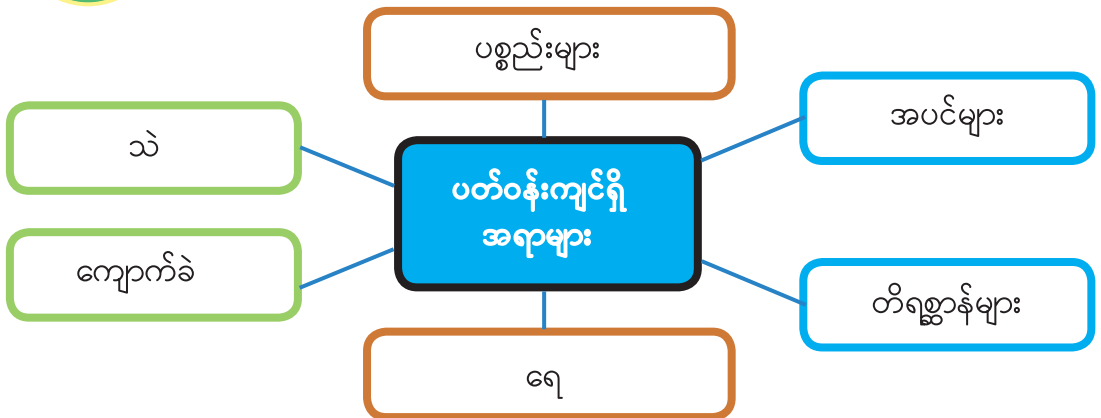 ပစ္စည်းများ
အပင်များ
သဲ
ပတ်ဝန်းကျင်ရှိ
အရာများ
ကျောက်ခဲ
တိရစ္ဆာန်များ
ရေ